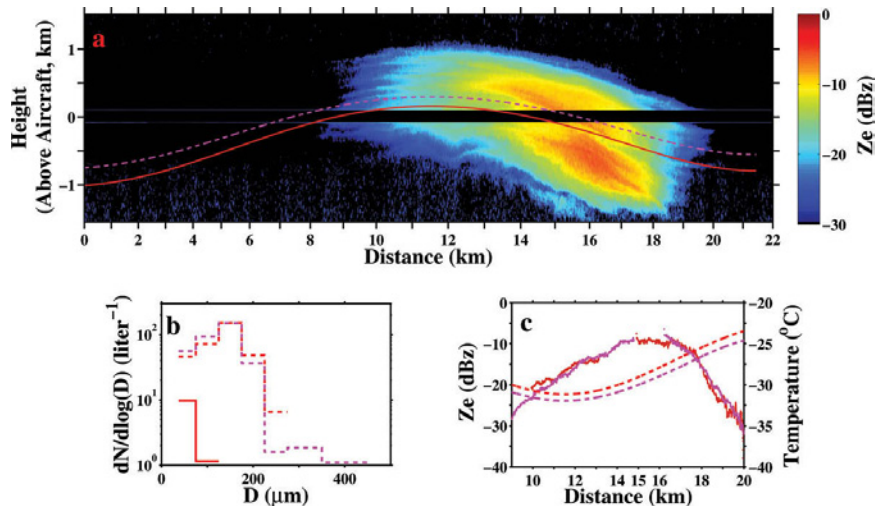 a
Height
(Above Aircraft, km)
1
0
−1
0 2 4 6 8 10 12 14 16 18 20 22
Distance (km)
0
−10
−20
−30
Ze (dBz)
b
dN/dlog(D) (liter⁻¹)
10²
10¹
10⁰
0 200 400
D (μm)
c
Ze (dBz)
0
−10
−20
−30
−40
10 12 14 15 16 18 20
Distance (km)
−20
−25
−30
−35
−40
Temperature (°C)